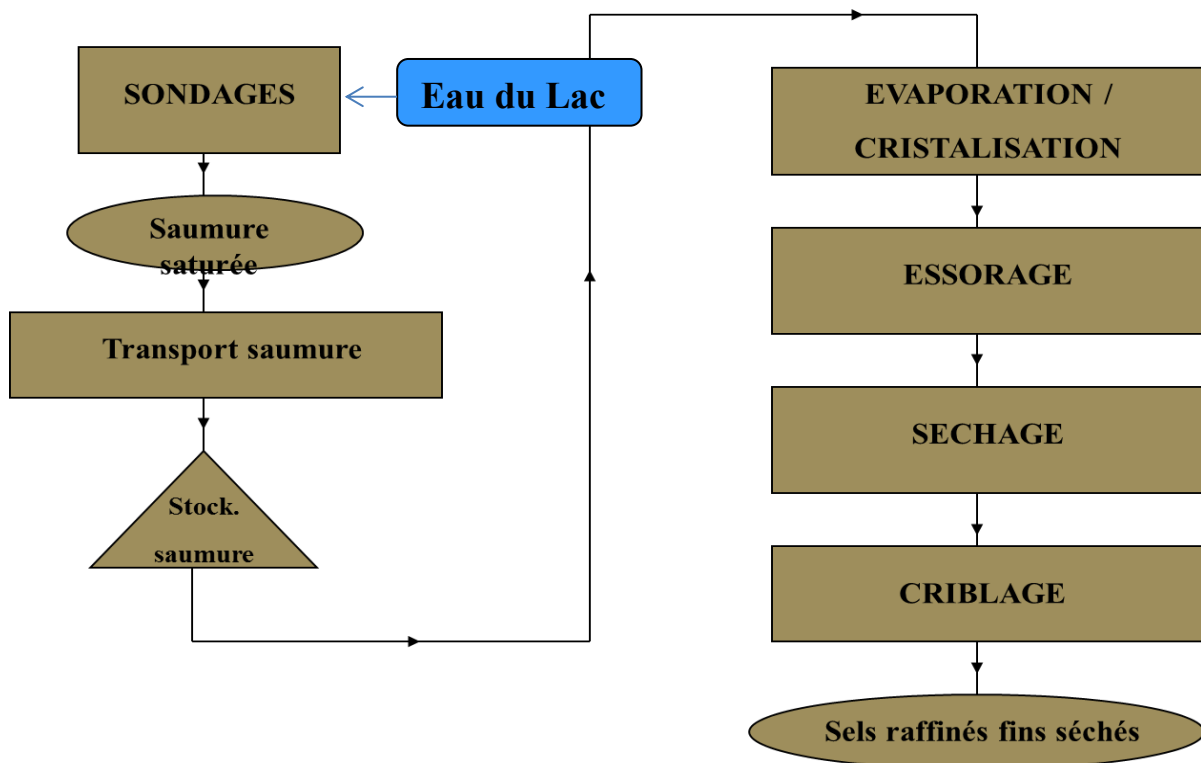 SONDAGES
Eau du Lac
Saumure
saturée
Transport saumure
Stock.
saumure
EVAPORATION /
CRISTALISATION
ESSORAGE
SECHAGE
CRIBLAGE
Sels raffinés fins séchés